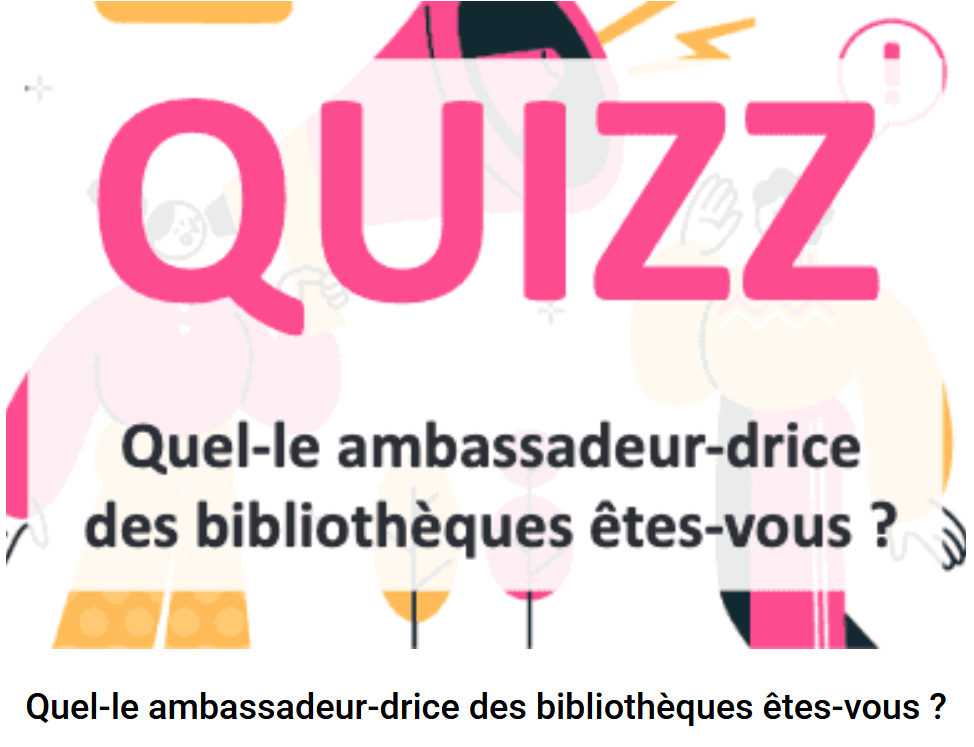 QUIZZ
Quel-le ambassadeur-drice
des bibliothèques êtes-vous ?
Quel-le ambassadeur-drice des bibliothèques êtes-vous ?